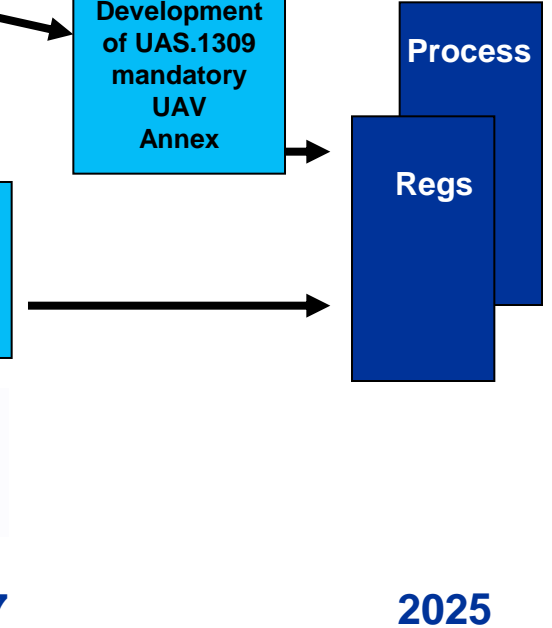 Development
of UAS.1309
mandatory
UAV
Annex
Process
Regs
2025